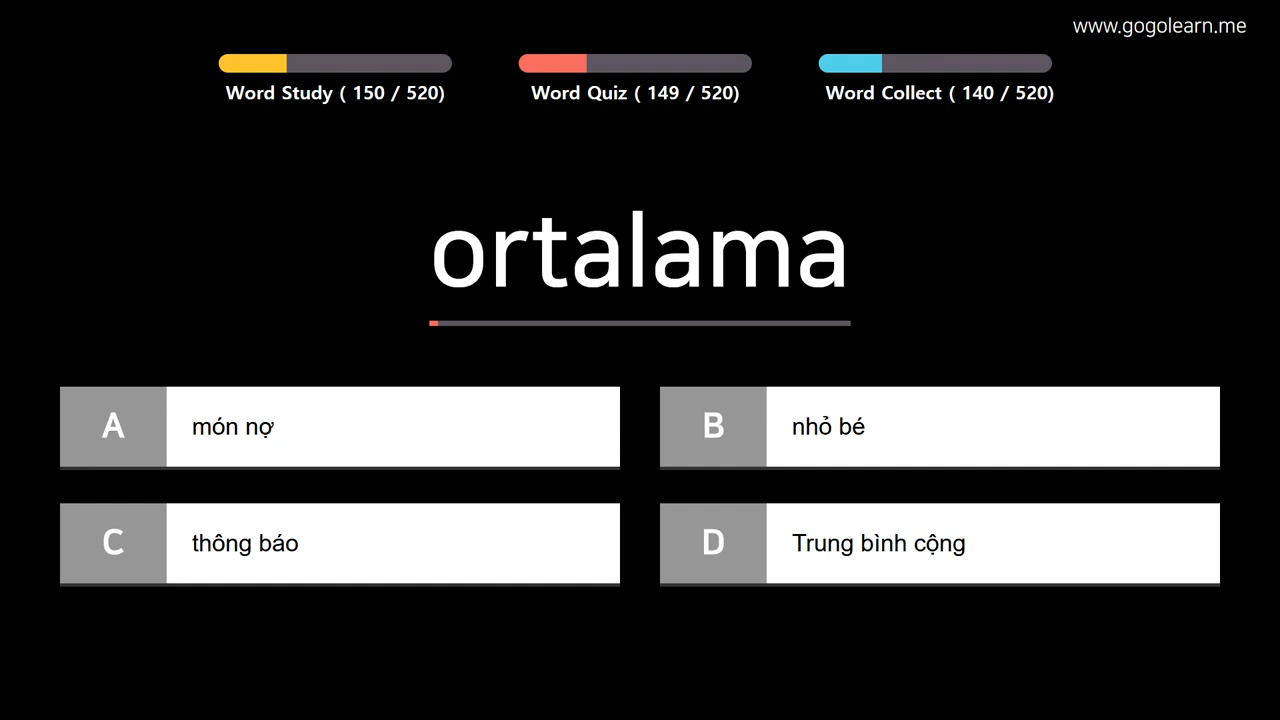 www.gogolearn.me
Word Study ( 150 / 520)
Word Quiz ( 149 / 520)
Word Collect ( 140 / 520)
ortalama
A món nợ
B nhỏ bé
C thông báo
D Trung bình cộng